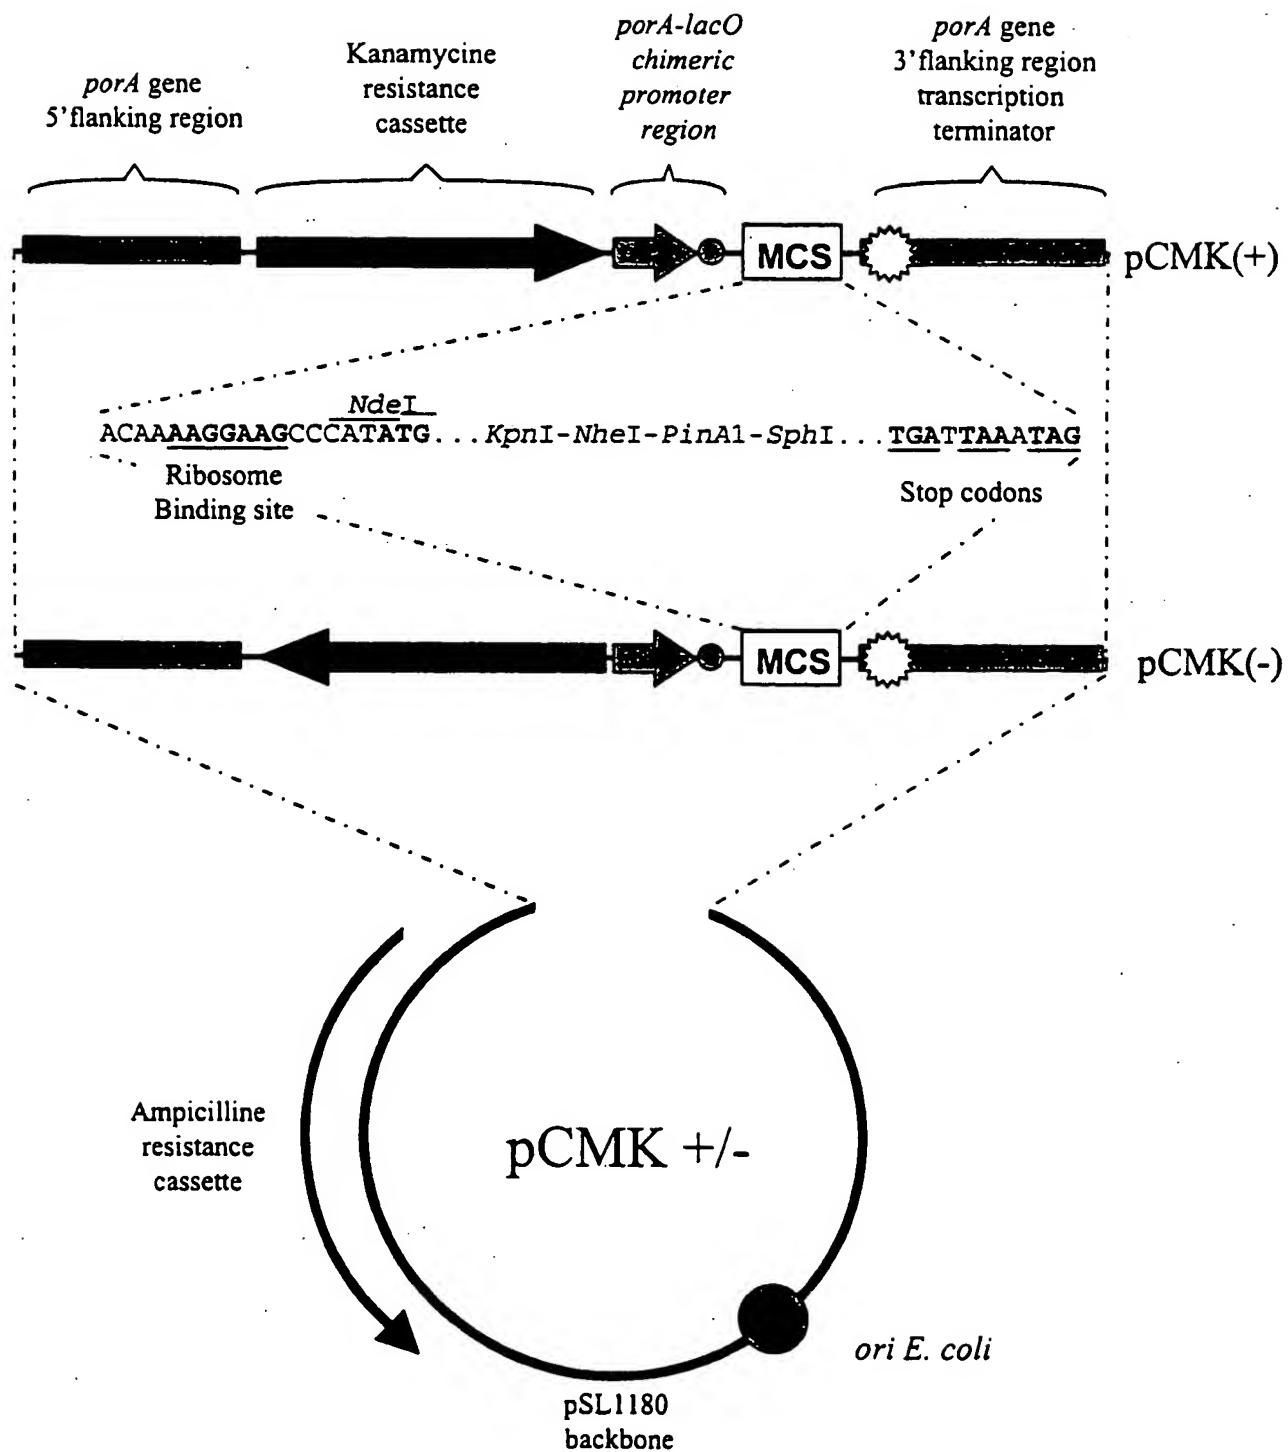 porA gene
5'flanking region
Kanamycine
resistance
cassette
porA-lacO
chimeric
promoter
region
porA gene
3'flanking region
transcription
terminator
MCS
pCMK(+)
NdeI
ACAAAAGGAAGCCCATATG...KpnI-NheI-PinA1-SphI...TGATTAAATAG
Ribosome
Binding site
Stop codons
MCS
pCMK(-)
Ampicilline
resistance
cassette
pCMK +/-
ori E. coli
pSL1180
backbone